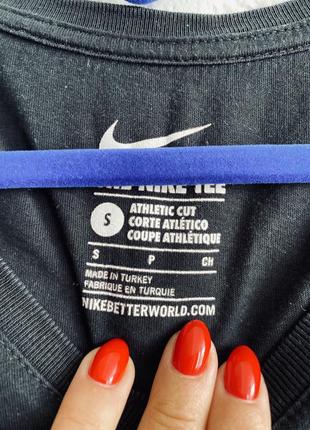 NIKE TEE
S
ATHLETIC CUT
CORTE ATLÉTICO
COUPE ATHLÉTIQUE
S P CH
MADE IN TURKEY
FABRIQUE EN TURQUIE
NIKEBETTERWORLD.COM